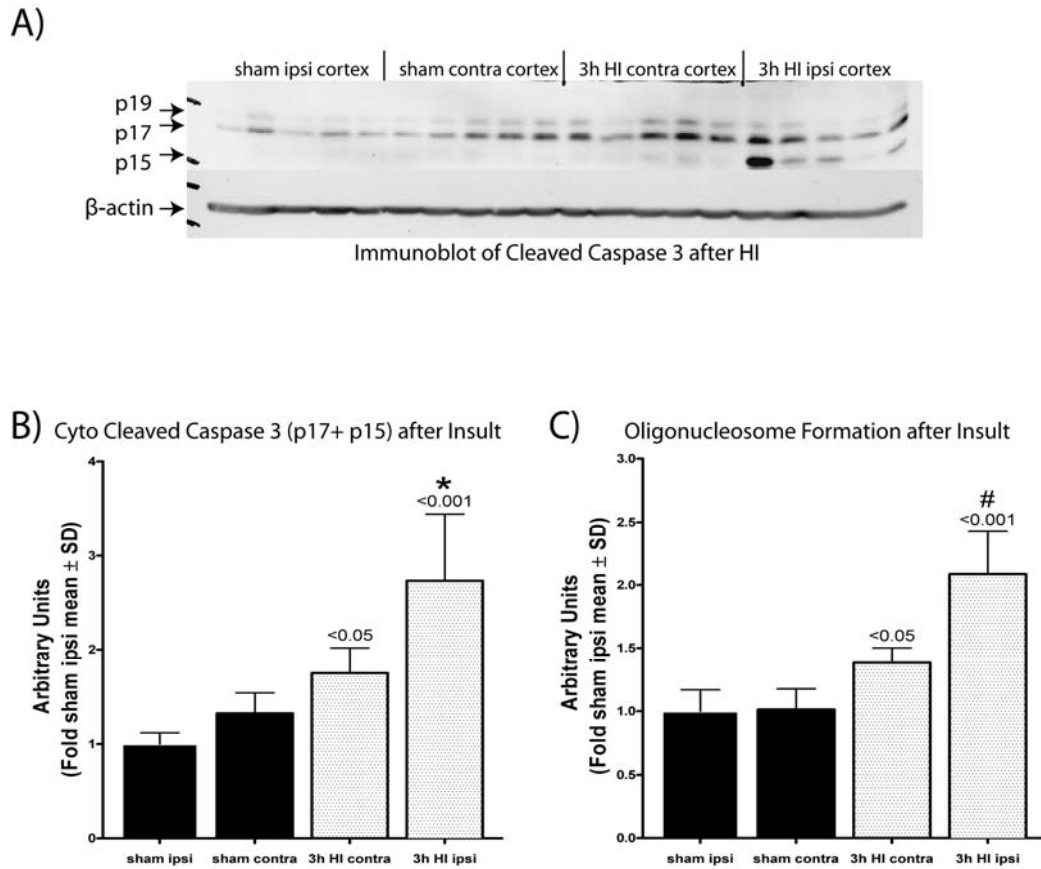 A)
sham ipsi cortex | sham contra cortex | 3h HI contra cortex | 3h HI ipsi cortex
p19
p17
p15
β-actin
Immunoblot of Cleaved Caspase 3 after HI
B) Cyto Cleaved Caspase 3 (p17+ p15) after Insult
Arbitrary Units
(Fold sham ipsi mean ± SD)
4
3
2
1
0
<0.05
*
<0.001
sham ipsi sham contra 3h HI contra 3h HI ipsi
C) Oligonucleosome Formation after Insult
Arbitrary Units
(Fold sham ipsi mean ± SD)
3.0
2.5
2.0
1.5
1.0
0.5
0.0
<0.05
#
<0.001
sham ipsi sham contra 3h HI contra 3h HI ipsi